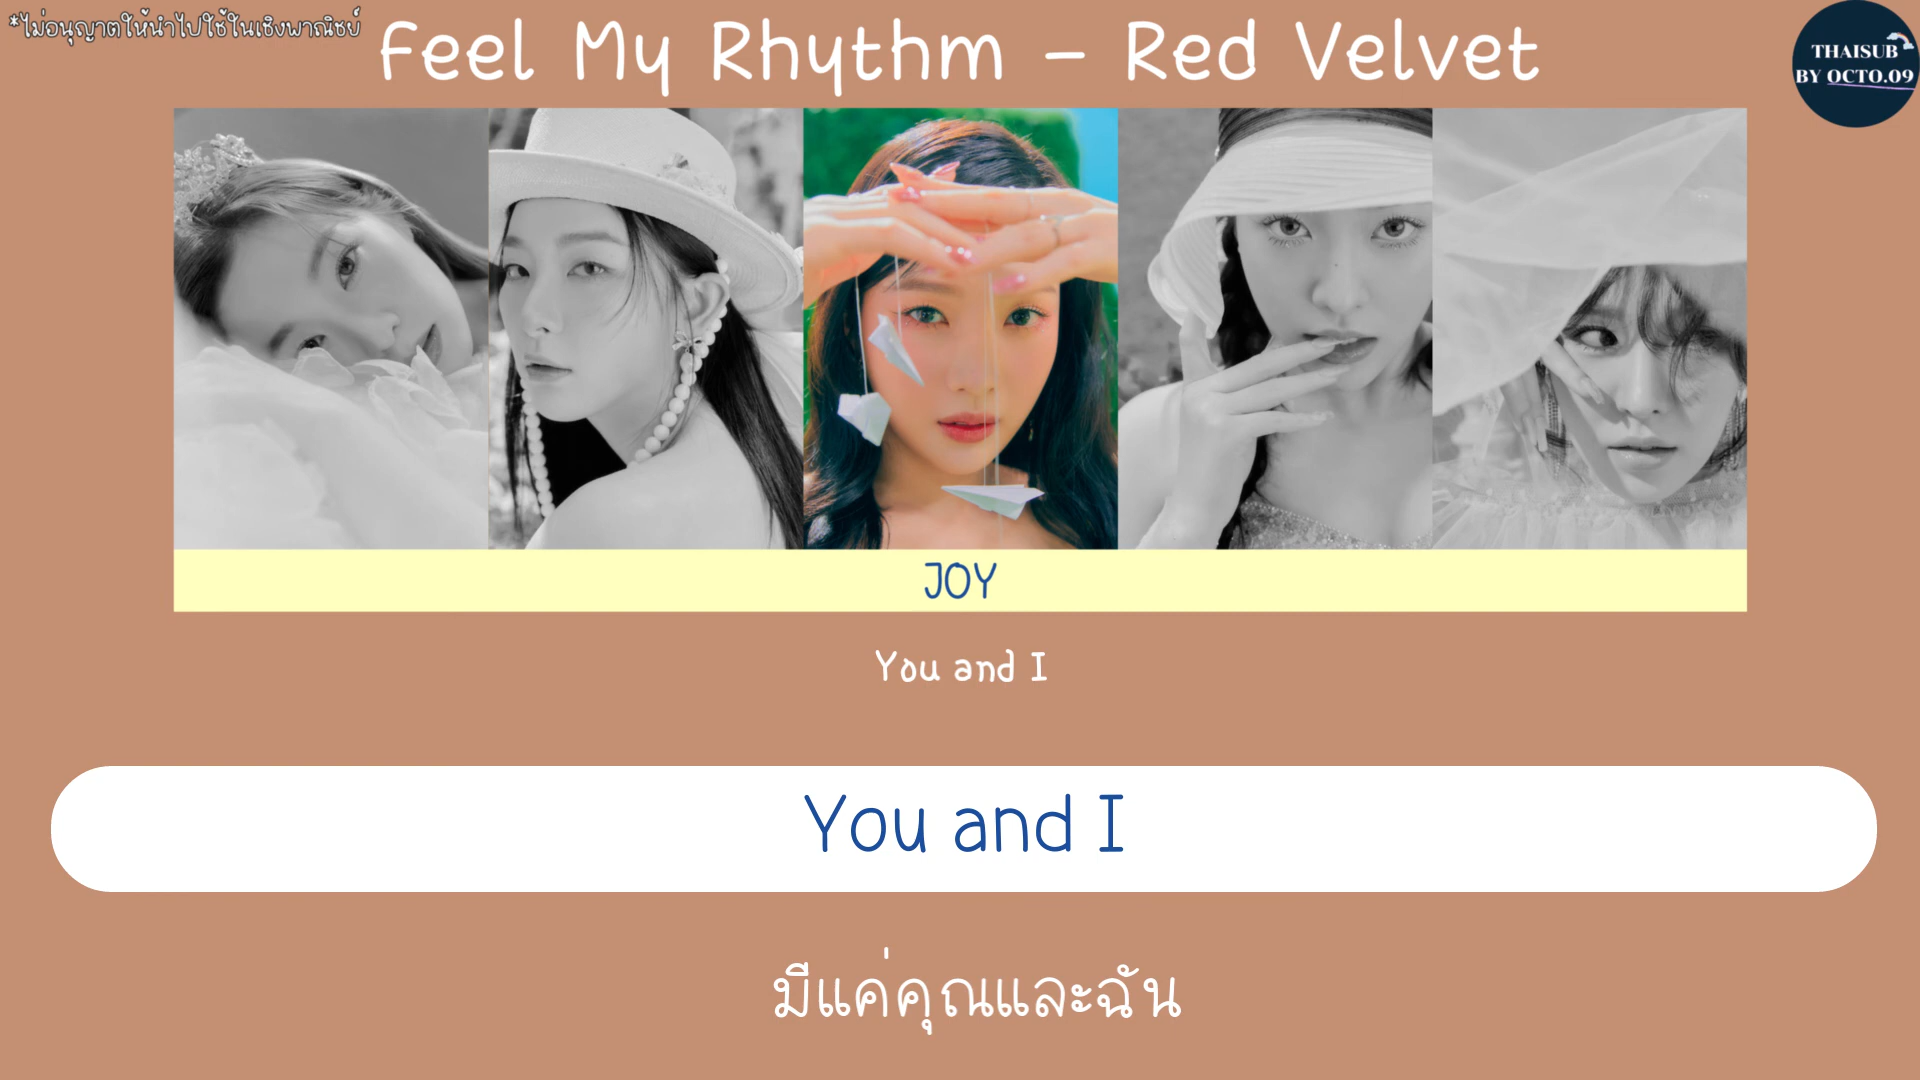 *ไม่อนุญาตให้นำไปใช้ในเชิงพาณิชย์
Feel My Rhythm - Red Velvet
THAISUB
BY OCTO.09
JOY
You and I
You and I
มีแค่คุณและฉัน